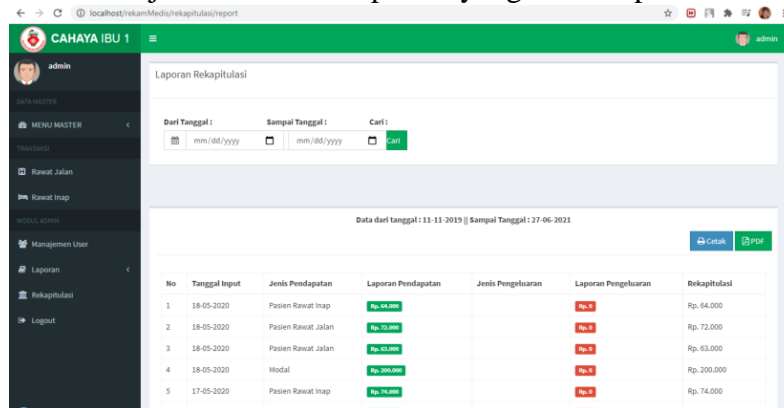 localhost/rekamMedis/rekapitulasi/report
CAHAYA IBU 1
admin
admin
DATA MASTER
MENU MASTER
TRANSAKSI
Rawat Jalan
Rawat Inap
MODUL ADMIN
Manajemen User
Laporan
Rekapitulasi
Logout
Laporan Rekapitulasi
Dari Tanggal : Sampai Tanggal : Cari :
mm/dd/yyyy mm/dd/yyyy Cari
Data dari tanggal : 11-11-2019 || Sampai Tanggal : 27-06-2021
Cetak PDF
No Tanggal Input Jenis Pendapatan Laporan Pendapatan Jenis Pengeluaran Laporan Pengeluaran Rekapitulasi
1 18-05-2020 Pasien Rawat Inap Rp. 64.000 Rp. 0 Rp. 64.000
2 18-05-2020 Pasien Rawat Jalan Rp. 72.000 Rp. 0 Rp. 72.000
3 18-05-2020 Pasien Rawat Jalan Rp. 63.000 Rp. 0 Rp. 63.000
4 18-05-2020 Modal Rp. 200.000 Rp. 0 Rp. 200.000
5 17-05-2020 Pasien Rawat Inap Rp. 74.000 Rp. 0 Rp. 74.000